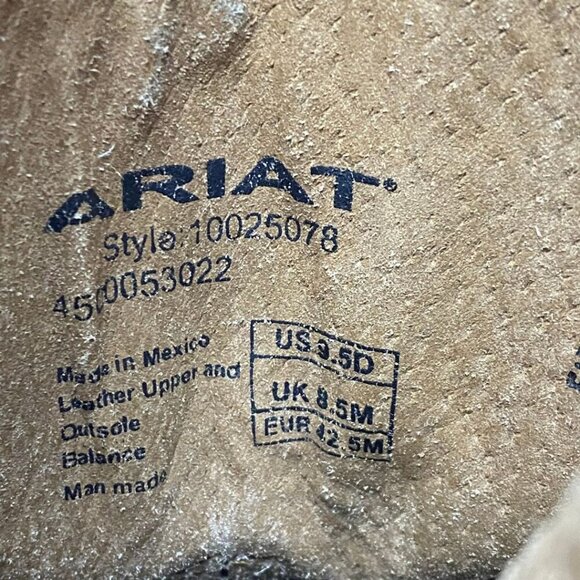 ARIAT®
Style 10025078
4500053022
Made in Mexico
Leather Upper and
Outsole
Balance
Man made
US 9.5D
UK 8.5M
EUR 42.5M